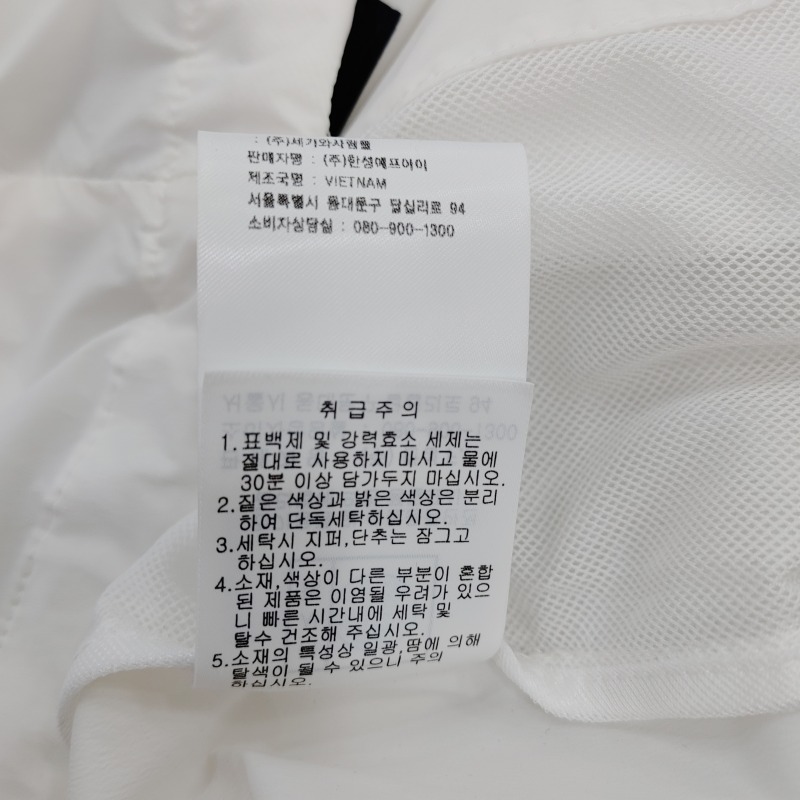 판매자명 : (주)한성에프아이
제조국명 : VIETNAM
서울특별시 동대문구 답십리로 94
소비자상담실 : 080-900-1300
취급주의
1. 표백제 및 강력효소 세제는
절대로 사용하지 마시고 물에
30분 이상 담가두지 마십시오.
2. 짙은 색상과 밝은 색상은 분리
하여 단독세탁하십시오.
3. 세탁시 지퍼,단추는 잠그고
하십시오.
4. 소재,색상이 다른 부분이 혼합
된 제품은 이염될 우려가 있으
니 빠른 시간내에 세탁 및
탈수 건조해 주십시오.
5. 소재의 특성상 일광,땀에 의해
탈색이 될 수 있으니 주의
하십시오.